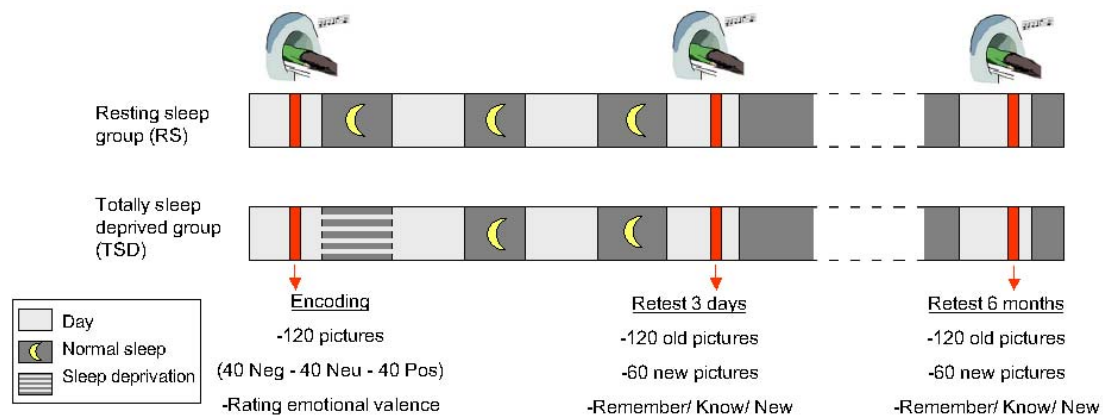 Resting sleep
group (RS)
Totally sleep
deprived group
(TSD)
Day
Normal sleep
Sleep deprivation
Encoding
-120 pictures
(40 Neg - 40 Neu - 40 Pos)
-Rating emotional valence
Retest 3 days
-120 old pictures
-60 new pictures
-Remember/ Know/ New
Retest 6 months
-120 old pictures
-60 new pictures
-Remember/ Know/ New